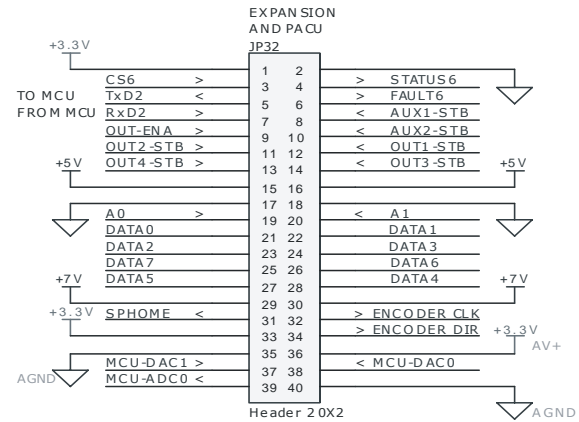 EXPANSION
AND PACU
JP32
+3.3V
1 2
CS6 > 3 4 > STATUS6
TO MCU TxD2 < 5 6 > FAULT6
FROM MCU RxD2 > 7 8 < AUX1-STB
OUT-ENA > 9 10 < AUX2-STB
OUT2-STB > 11 12 < OUT1-STB
OUT4-STB > 13 14 < OUT3-STB
+5V +5V
15 16
17 18
A0 > 19 20 < A1
DATA0 21 22 DATA1
DATA2 23 24 DATA3
DATA7 25 26 DATA6
DATA5 27 28 DATA4
+7V +7V
29 30
+3.3V SPHOME < 31 32 > ENCODER CLK
33 34 > ENCODER DIR +3.3V
35 36 AV+
MCU-DAC1 > 37 38 < MCU-DAC0
AGND MCU-ADC0 < 39 40
Header 20X2 AGND